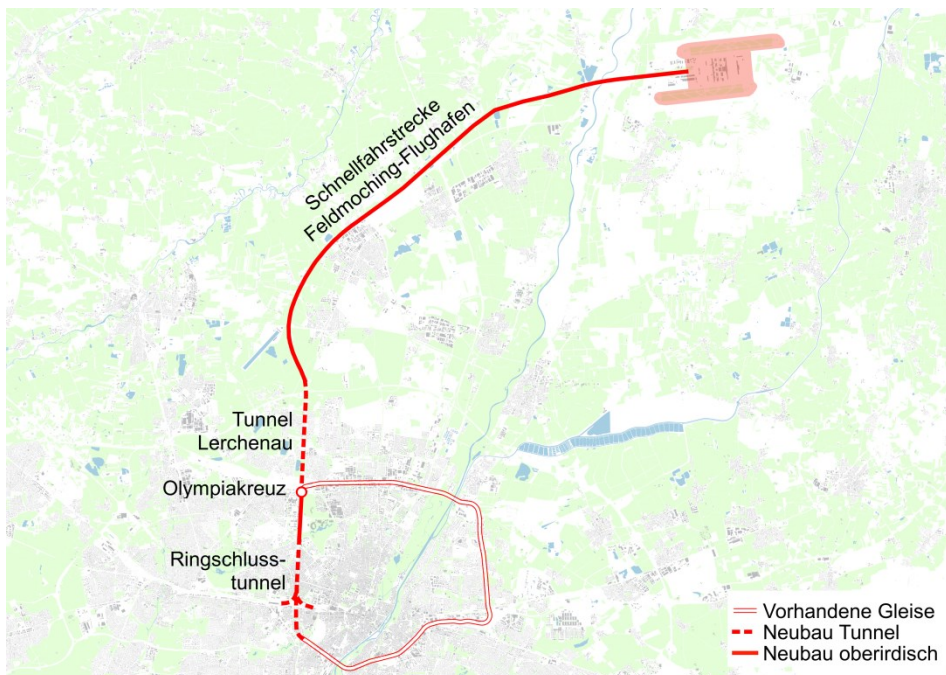 Schnellfahrstrecke
Feldmoching-Flughafen
Tunnel
Lerchenau
Olympiakreuz
Ringschluss-
tunnel
Vorhandene Gleise
Neubau Tunnel
Neubau oberirdisch